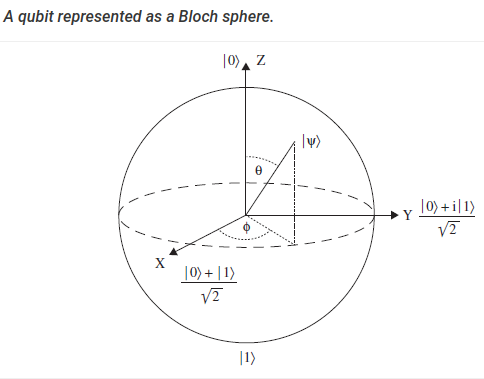 A qubit represented as a Bloch sphere.
|0⟩ Z
|ψ⟩
θ
Y |0⟩ + i|1⟩
√2
ϕ
X
|0⟩ + |1⟩
√2
|1⟩